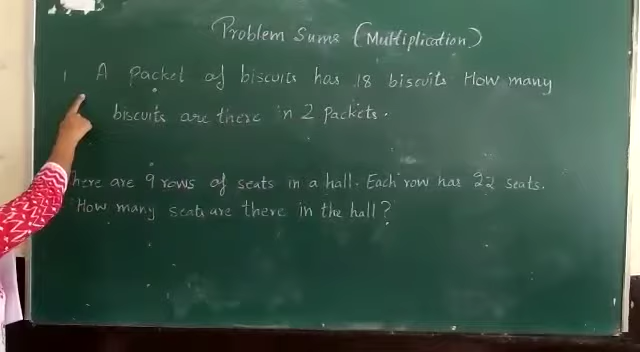 Problem Sums (Multiplication)
1 A packet of biscuits has 18 biscuits How many
biscuits are there in 2 packets.
here are 9 rows of seats in a hall. Each row has 22 seats.
How many seats are there in the hall?